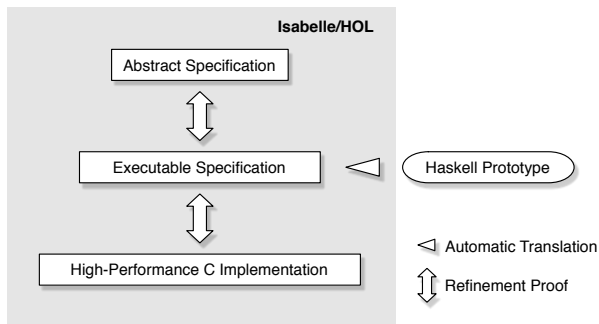 Isabelle/HOL
Abstract Specification
Executable Specification
Haskell Prototype
High-Performance C Implementation
Automatic Translation
Refinement Proof